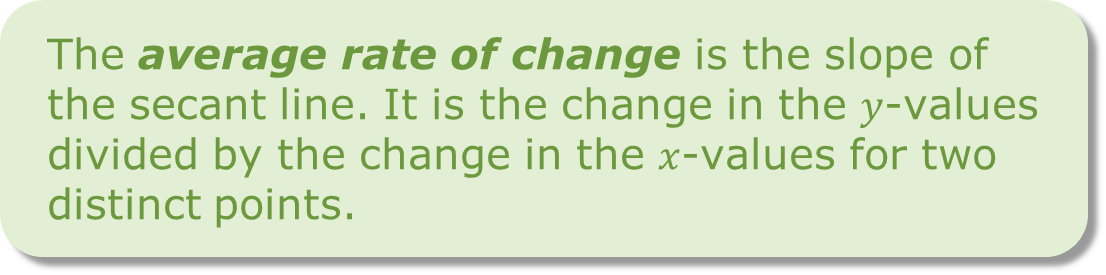 The average rate of change is the slope of
the secant line. It is the change in the y-values
divided by the change in the x-values for two
distinct points.